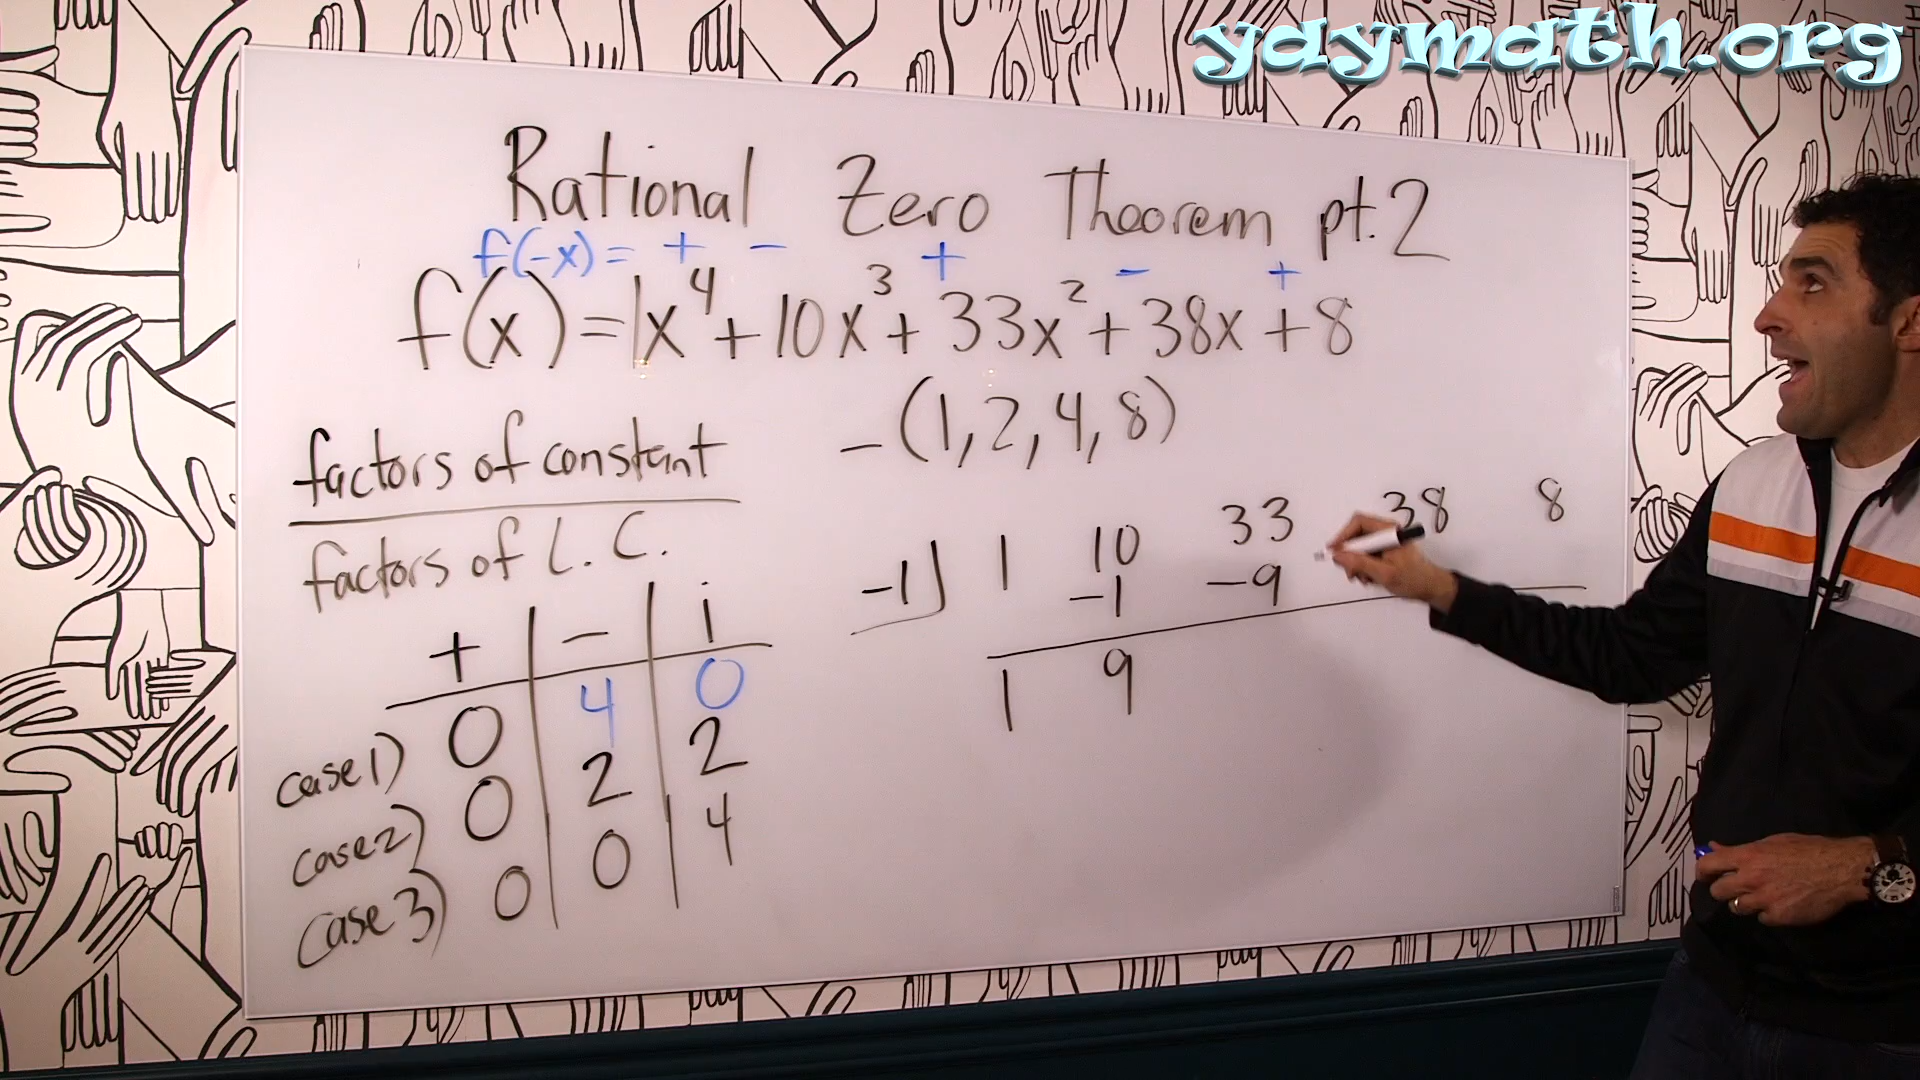 yaymath.org
Rational Zero Theorem pt.2
f(-x) = + - + - +
f(x) = 1x⁴ + 10x³ + 33x² + 38x + 8
factors of constant
factors of L.C.
-(1, 2, 4, 8)
-1 1 10 33 38 8
-1 -9
1 9
+ - i
case 1) 0 4 0
case 2) 0 2 2
case 3) 0 0 4